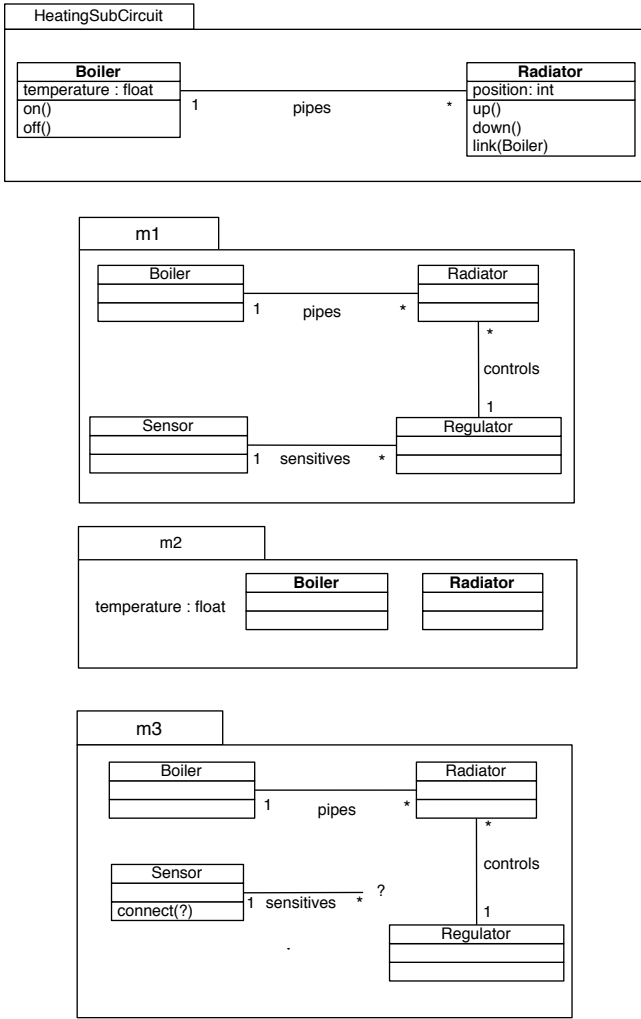 HeatingSubCircuit
Boiler
temperature : float
on()
off()
1 pipes *
Radiator
position: int
up()
down()
link(Boiler)
m1
Boiler
Radiator
1 pipes *
*
controls
1
Sensor
Regulator
1 sensitives *
m2
temperature : float
Boiler
Radiator
m3
Boiler
Radiator
1 pipes *
*
controls
1
Sensor
connect(?)
1 sensitives * ?
Regulator